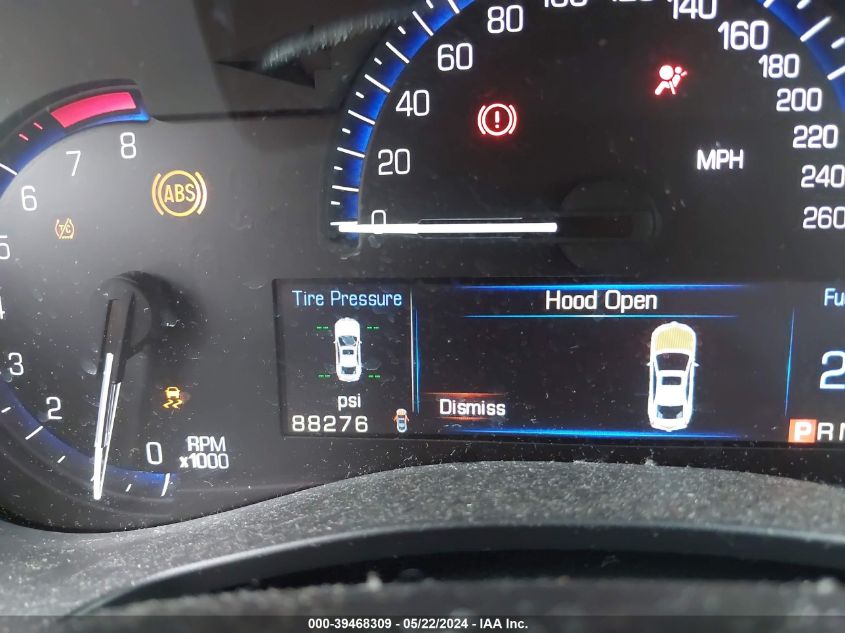 80
140
60
160
180
40
200
8
220
7
ABS
20
MPH
240
6
T/C
0
260
5
Tire Pressure
Hood Open
4
3
psi
Dismiss
2
88276
P R N
0
RPM
x1000
000-39468309 - 05/22/2024 - IAA Inc.